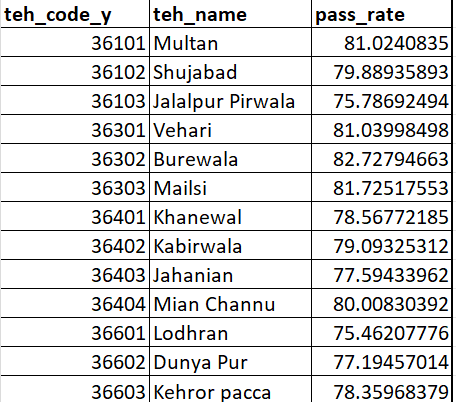 teh_code_y teh_name pass_rate
36101 Multan 81.0240835
36102 Shujabad 79.88935893
36103 Jalalpur Pirwala 75.78692494
36301 Vehari 81.03998498
36302 Burewala 82.72794663
36303 Mailsi 81.72517553
36401 Khanewal 78.56772185
36402 Kabirwala 79.09325312
36403 Jahanian 77.59433962
36404 Mian Channu 80.00830392
36601 Lodhran 75.46207776
36602 Dunya Pur 77.19457014
36603 Kehror pacca 78.35968379